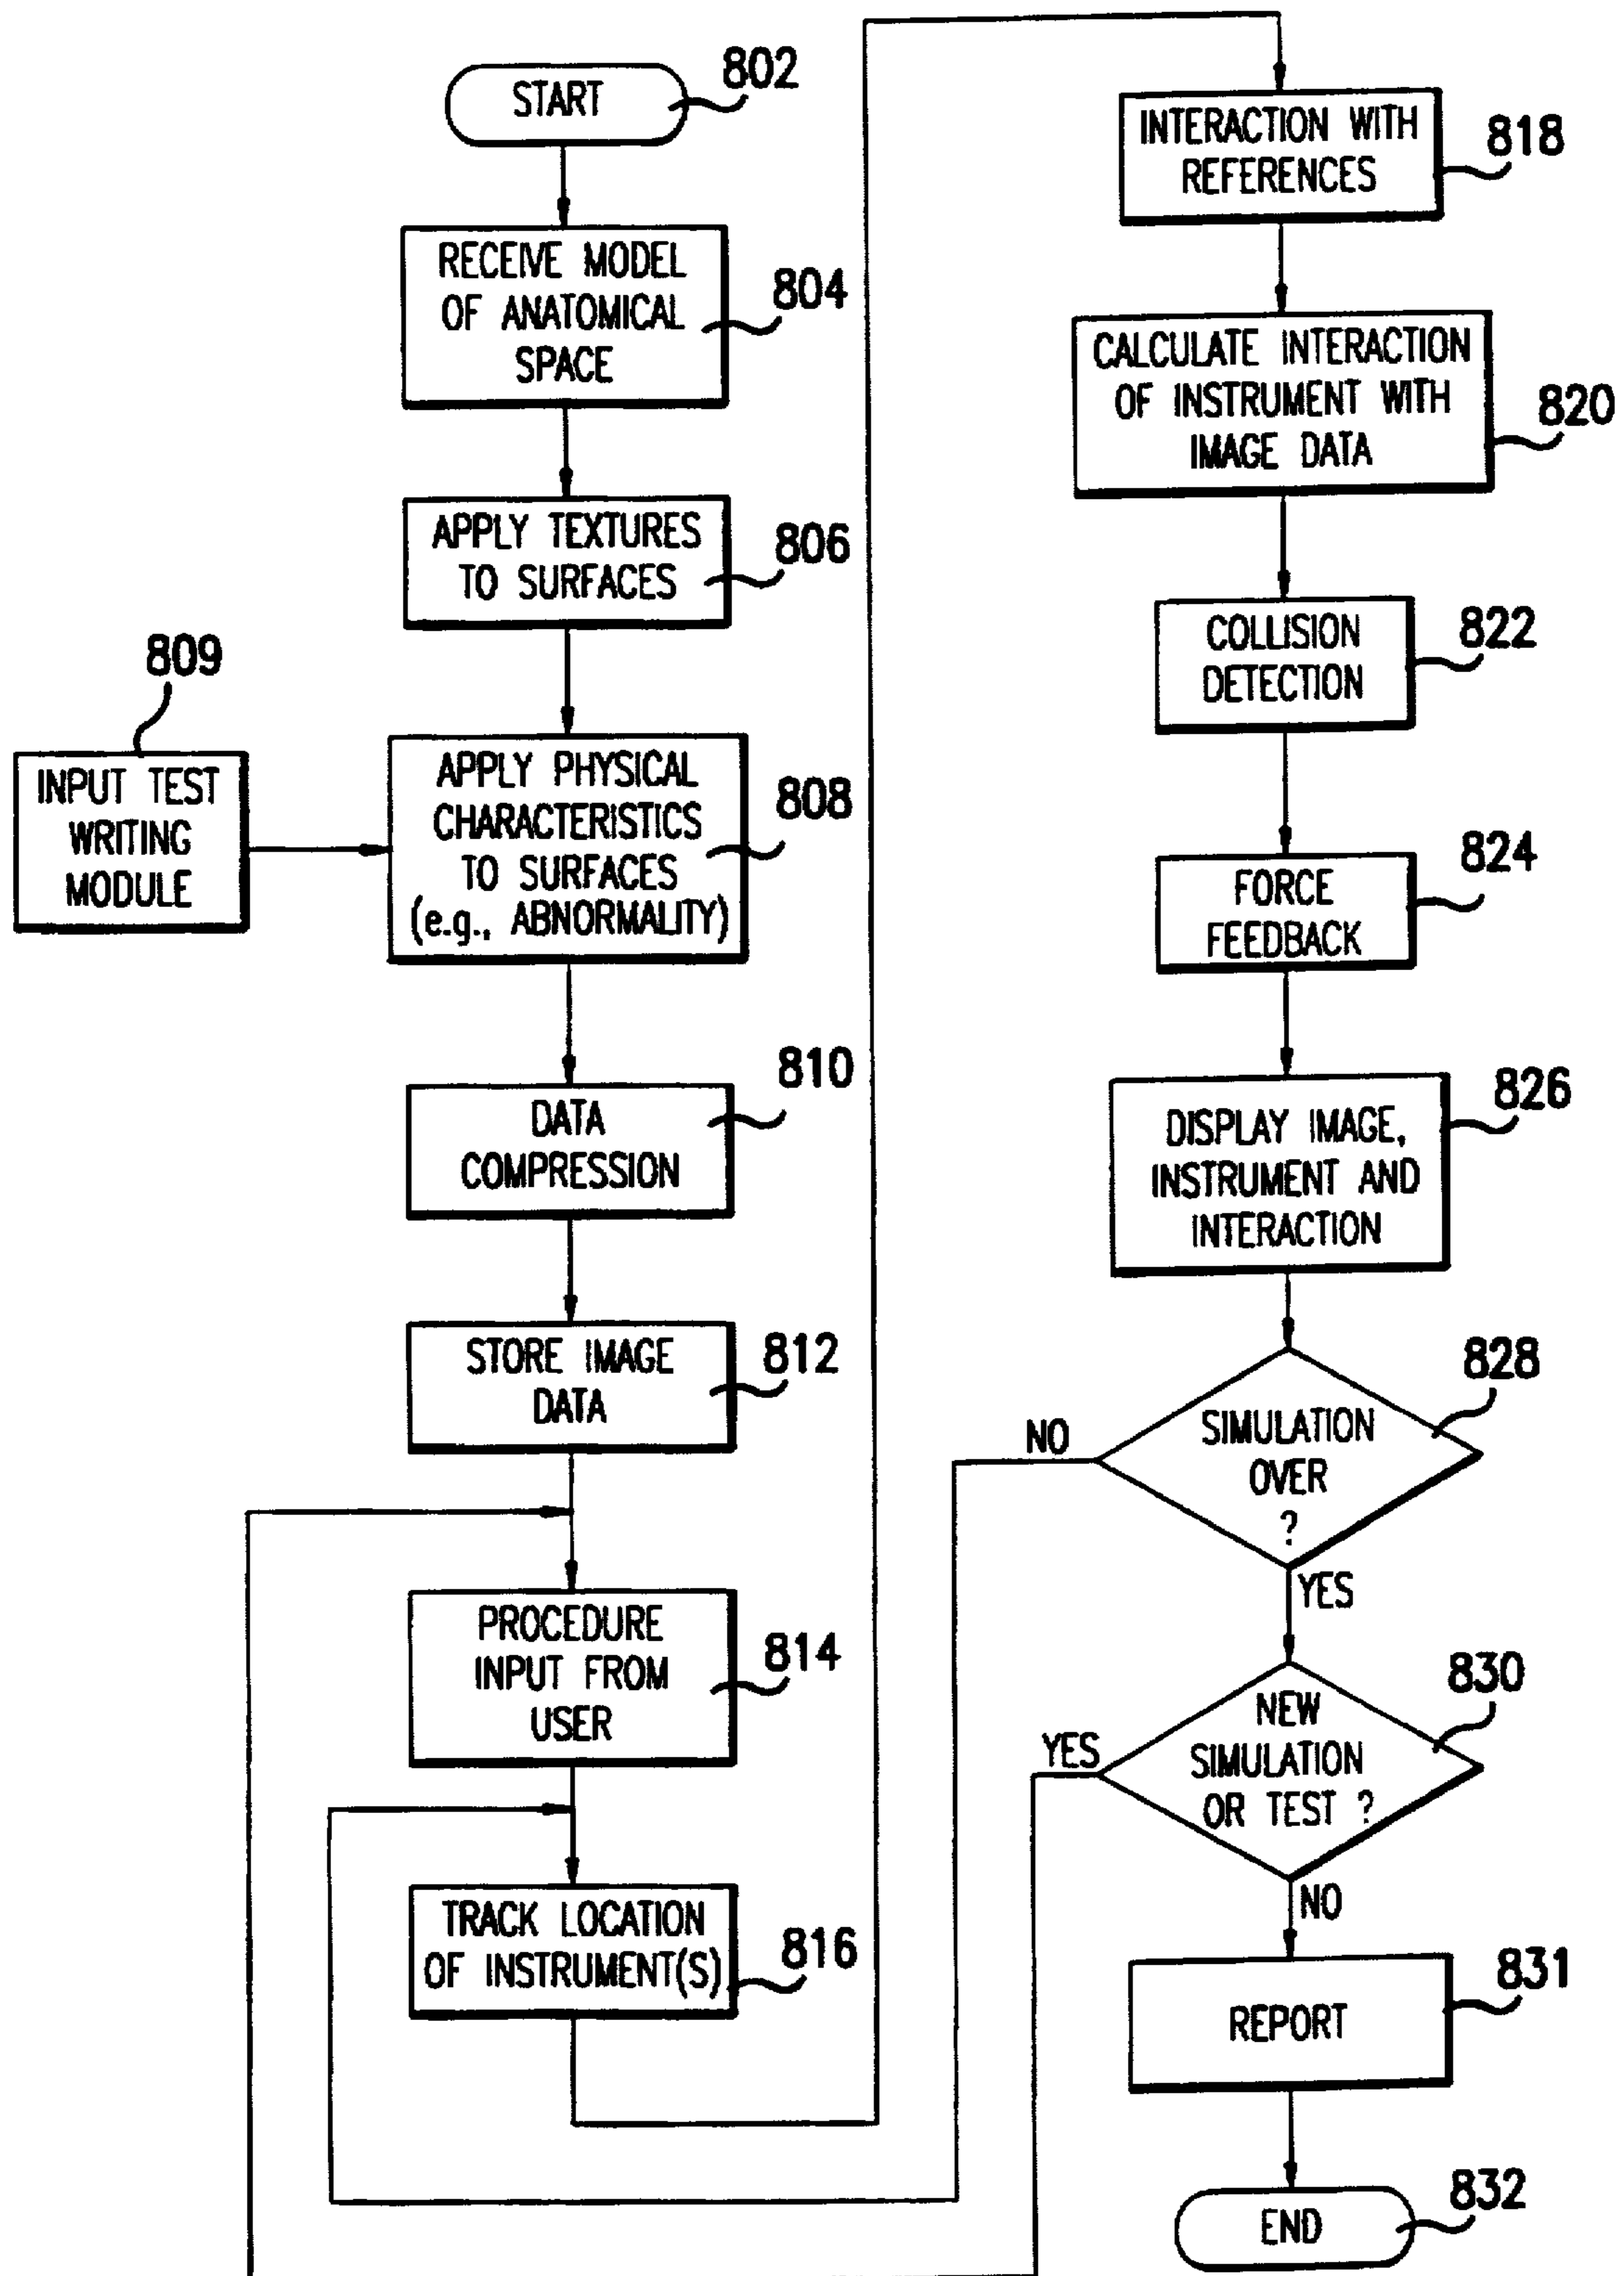 START
802
RECEIVE MODEL
OF ANATOMICAL
SPACE
804
APPLY TEXTURES
TO SURFACES
806
809
INPUT TEST
WRITING
MODULE
APPLY PHYSICAL
CHARACTERISTICS
TO SURFACES
(e.g., ABNORMALITY)
808
DATA
COMPRESSION
810
STORE IMAGE
DATA
812
PROCEDURE
INPUT FROM
USER
814
TRACK LOCATION
OF INSTRUMENT(S)
816
INTERACTION WITH
REFERENCES
818
CALCULATE INTERACTION
OF INSTRUMENT WITH
IMAGE DATA
820
COLLISION
DETECTION
822
FORCE
FEEDBACK
824
DISPLAY IMAGE,
INSTRUMENT AND
INTERACTION
826
SIMULATION
OVER
?
828
NO
YES
NEW
SIMULATION
OR TEST ?
830
YES
NO
REPORT
831
END
832